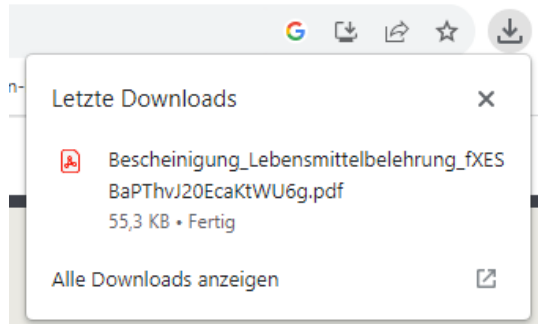 n-
Letzte Downloads
Bescheinigung_Lebensmittelbelehrung_fXES
BaPThvJ20EcaKtWU6g.pdf
55,3 KB • Fertig
Alle Downloads anzeigen